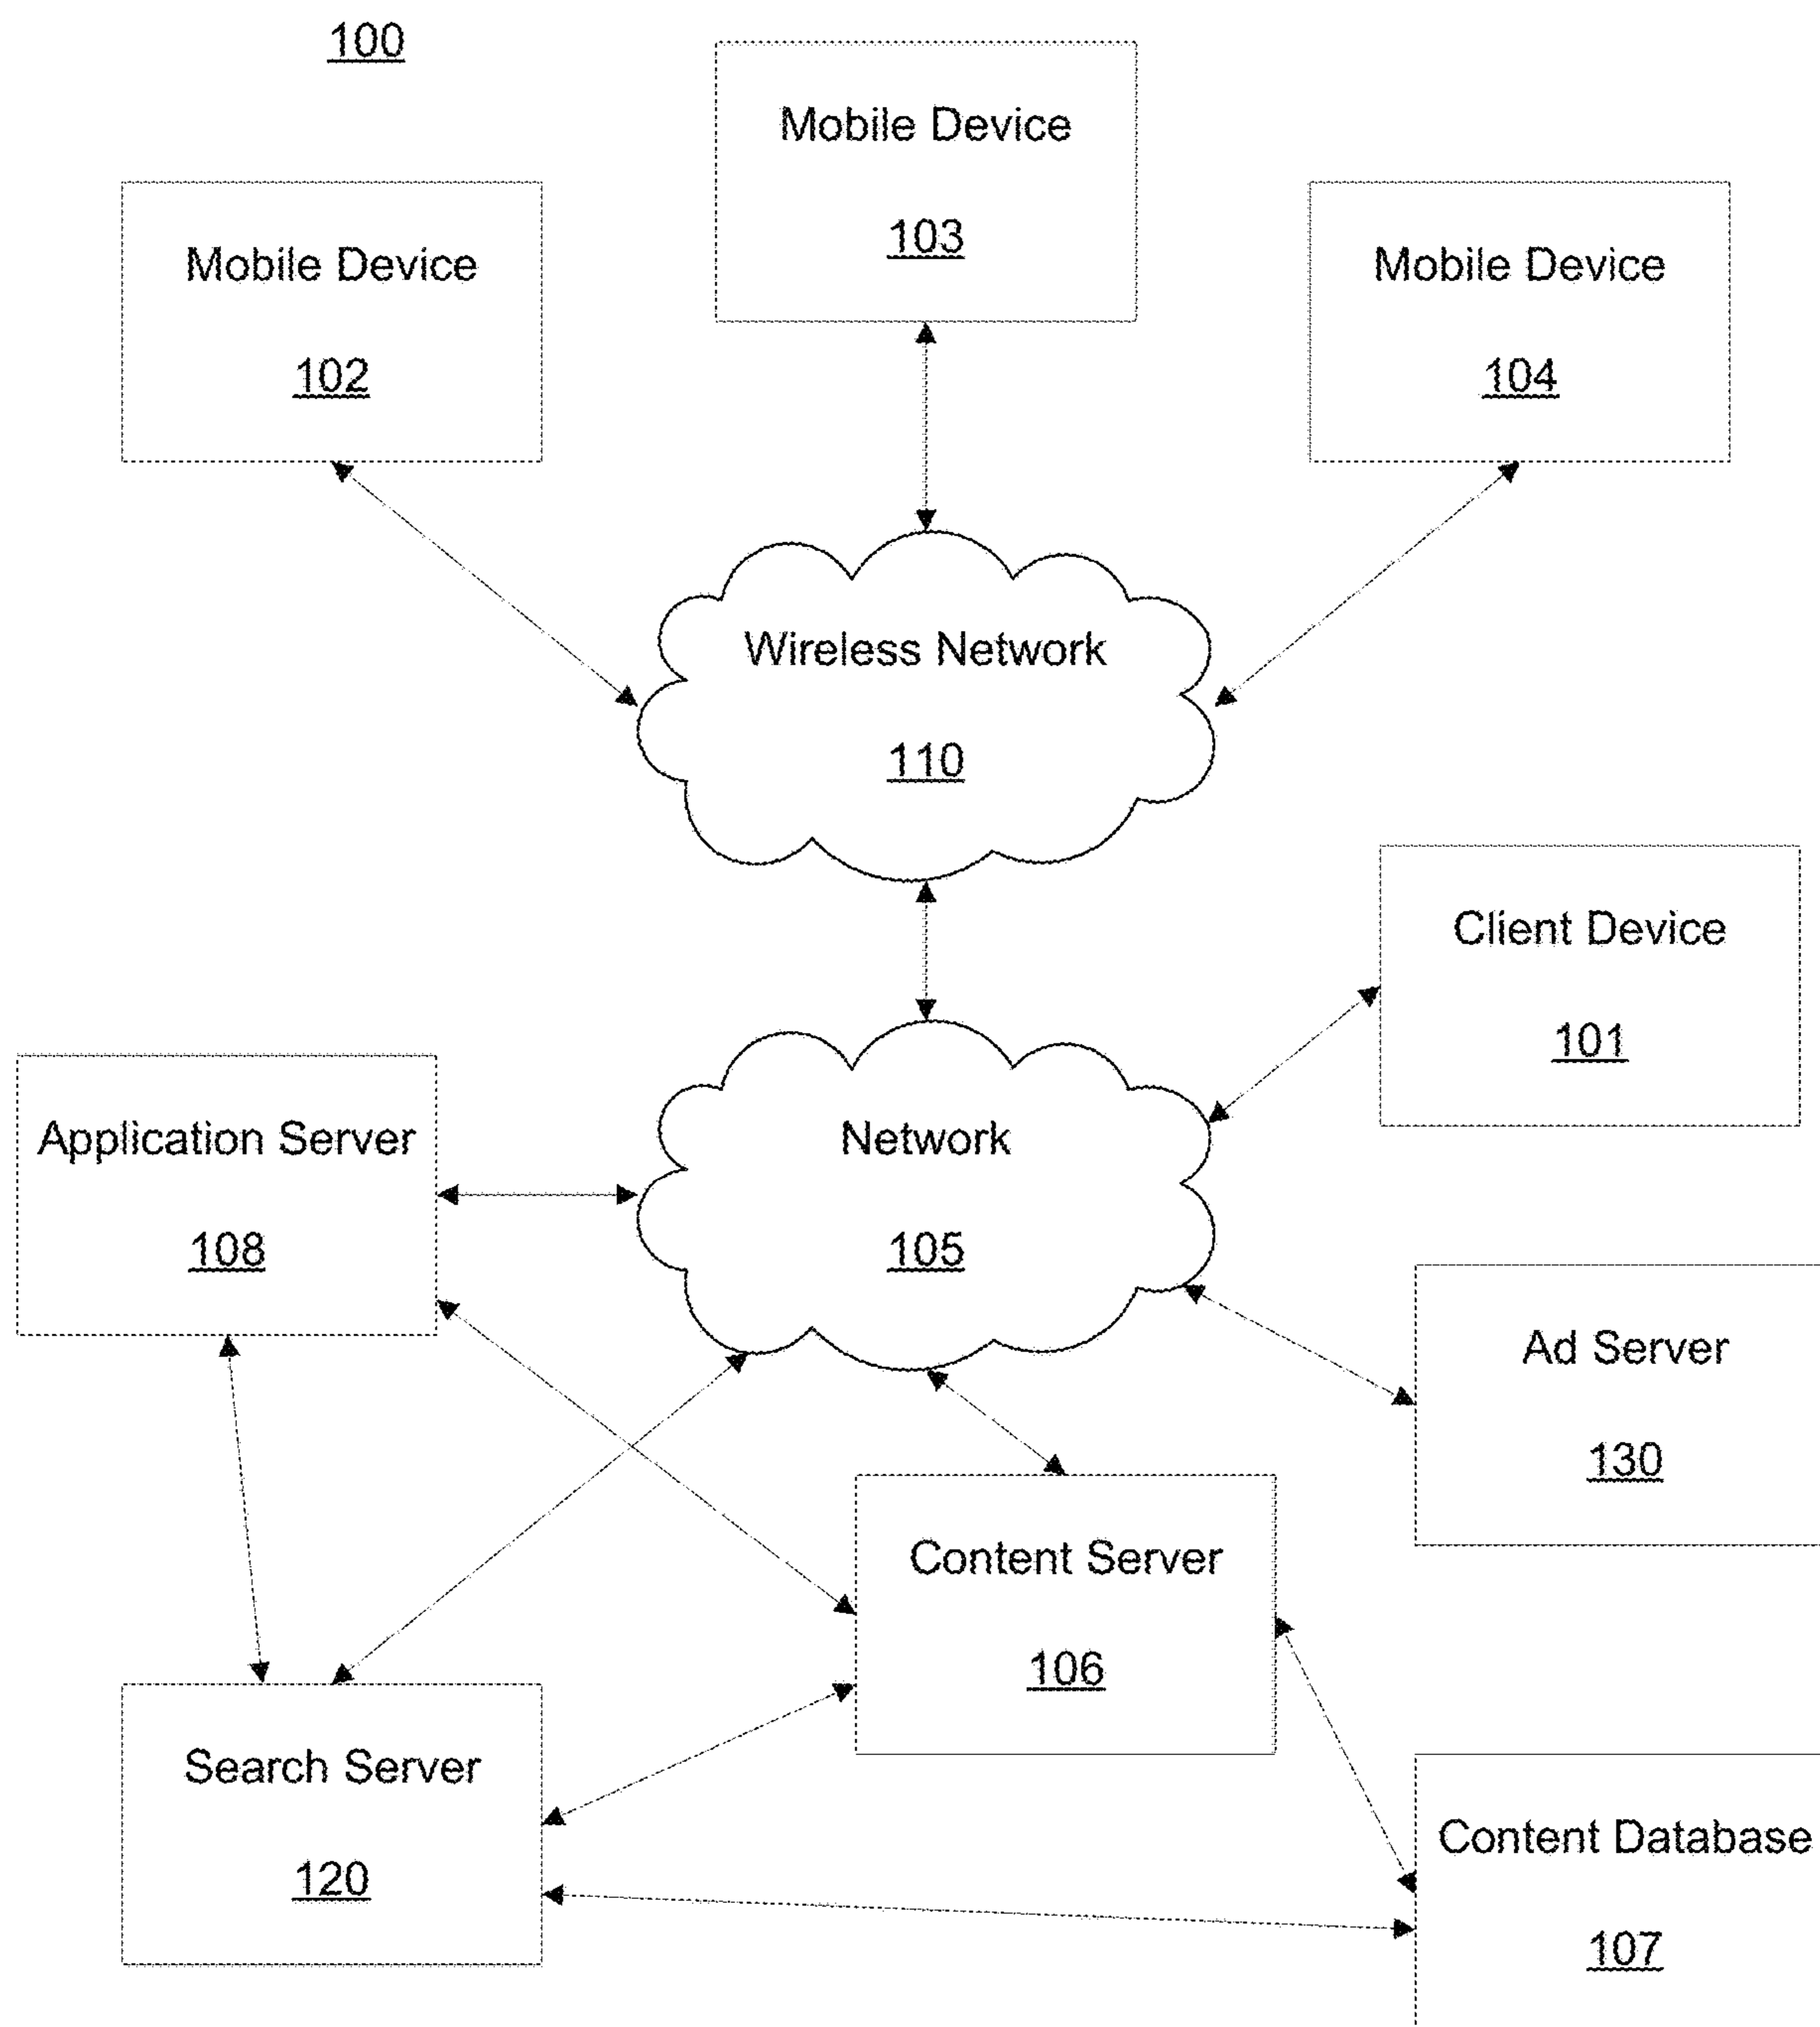 100
Mobile Device
103
Mobile Device
102
Mobile Device
104
Wireless Network
110
Client Device
101
Application Server
108
Network
105
Ad Server
130
Content Server
106
Search Server
120
Content Database
107